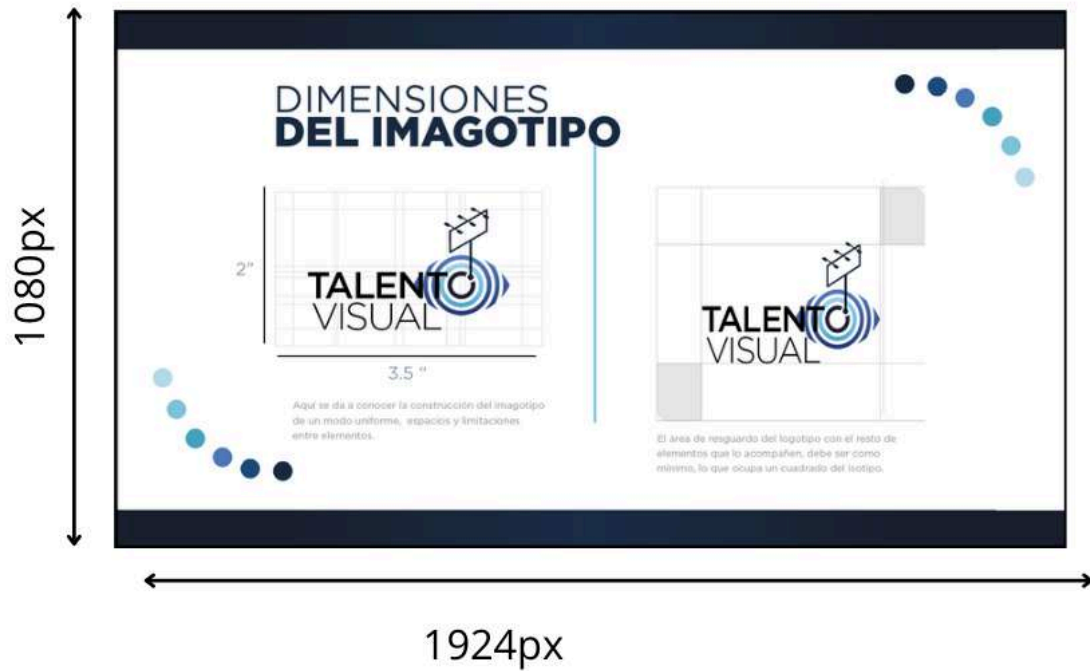 1080px
DIMENSIONES
DEL IMAGOTIPO
2"
TALENTO
VISUAL
3.5 "
Aquí se da a conocer la construcción del imagotipo
de un modo uniforme, espacios y limitaciones
entre elementos.
TALENTO
VISUAL
El área de resguardo del logotipo con el resto de
elementos que lo acompañen, debe ser como
mínimo, lo que ocupa un cuadrado del isotipo.
1924px